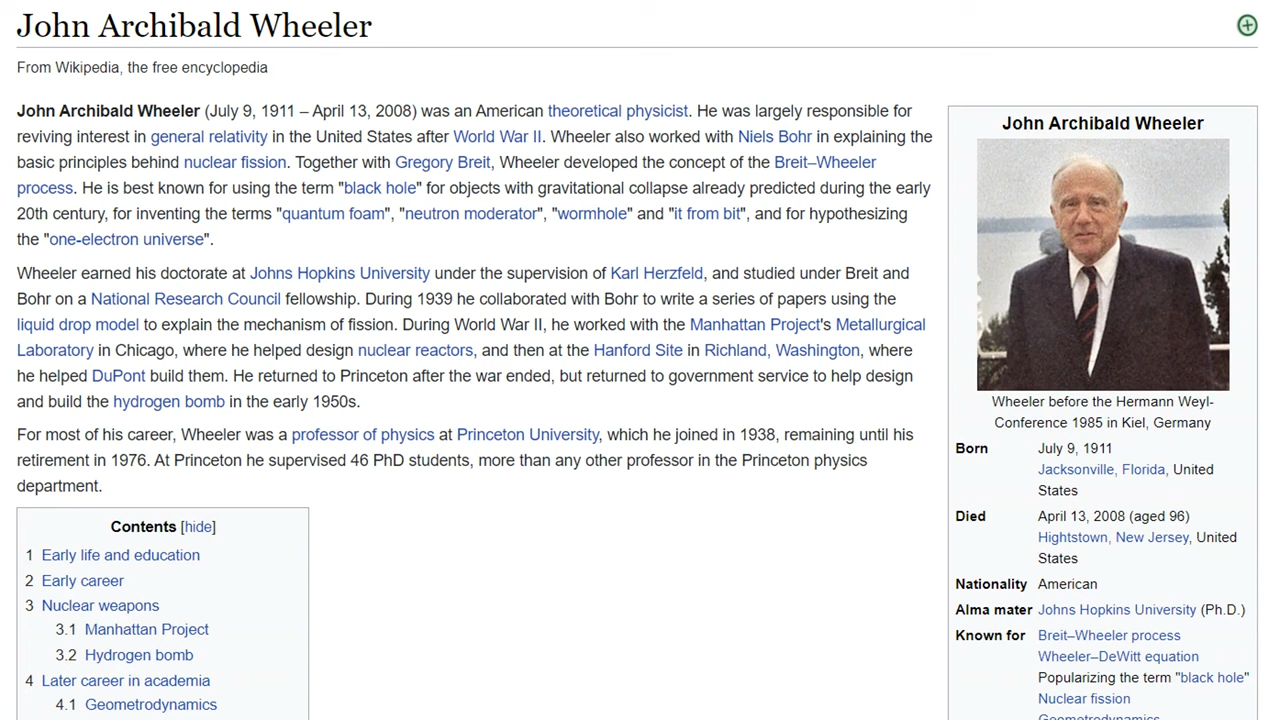 John Archibald Wheeler
From Wikipedia, the free encyclopedia
John Archibald Wheeler (July 9, 1911 – April 13, 2008) was an American theoretical physicist. He was largely responsible for
reviving interest in general relativity in the United States after World War II. Wheeler also worked with Niels Bohr in explaining the
basic principles behind nuclear fission. Together with Gregory Breit, Wheeler developed the concept of the Breit–Wheeler
process. He is best known for using the term "black hole" for objects with gravitational collapse already predicted during the early
20th century, for inventing the terms "quantum foam", "neutron moderator", "wormhole" and "it from bit", and for hypothesizing
the "one-electron universe".
Wheeler earned his doctorate at Johns Hopkins University under the supervision of Karl Herzfeld, and studied under Breit and
Bohr on a National Research Council fellowship. During 1939 he collaborated with Bohr to write a series of papers using the
liquid drop model to explain the mechanism of fission. During World War II, he worked with the Manhattan Project's Metallurgical
Laboratory in Chicago, where he helped design nuclear reactors, and then at the Hanford Site in Richland, Washington, where
he helped DuPont build them. He returned to Princeton after the war ended, but returned to government service to help design
and build the hydrogen bomb in the early 1950s.
For most of his career, Wheeler was a professor of physics at Princeton University, which he joined in 1938, remaining until his
retirement in 1976. At Princeton he supervised 46 PhD students, more than any other professor in the Princeton physics
department.
Contents [hide]
1 Early life and education
2 Early career
3 Nuclear weapons
3.1 Manhattan Project
3.2 Hydrogen bomb
4 Later career in academia
4.1 Geometrodynamics
John Archibald Wheeler
Wheeler before the Hermann Weyl-
Conference 1985 in Kiel, Germany
Born July 9, 1911
Jacksonville, Florida, United
States
Died April 13, 2008 (aged 96)
Hightstown, New Jersey, United
States
Nationality American
Alma mater Johns Hopkins University (Ph.D.)
Known for Breit–Wheeler process
Wheeler–DeWitt equation
Popularizing the term "black hole"
Nuclear fission
Geometrodynamics